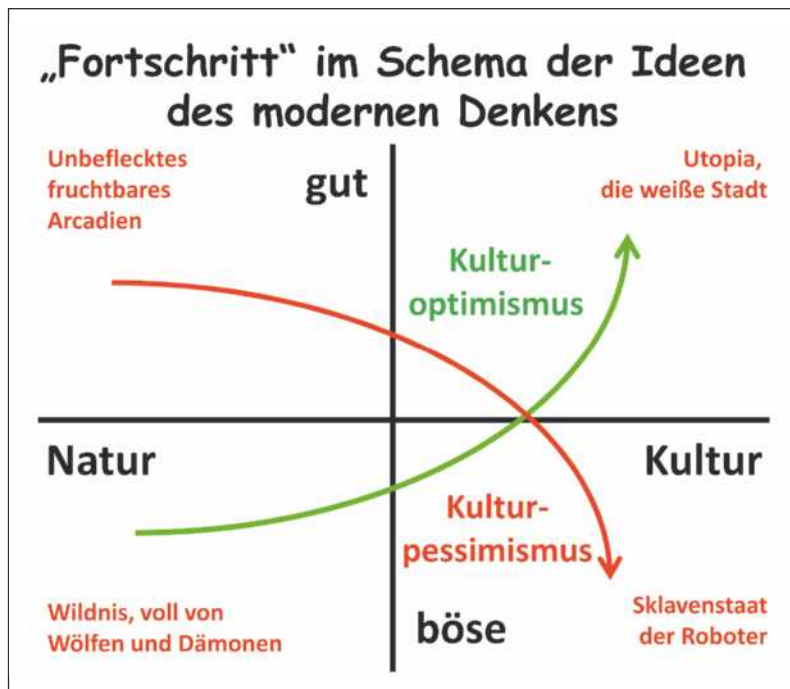 „Fortschritt“ im Schema der Ideen
des modernen Denkens
Unbeflecktes
fruchtbares
Arcadien
gut
Utopia,
die weiße Stadt
Kultur-
optimismus
Natur
Kultur
Kultur-
pessimismus
Wildnis, voll von
Wölfen und Dämonen
böse
Sklavenstaat
der Roboter